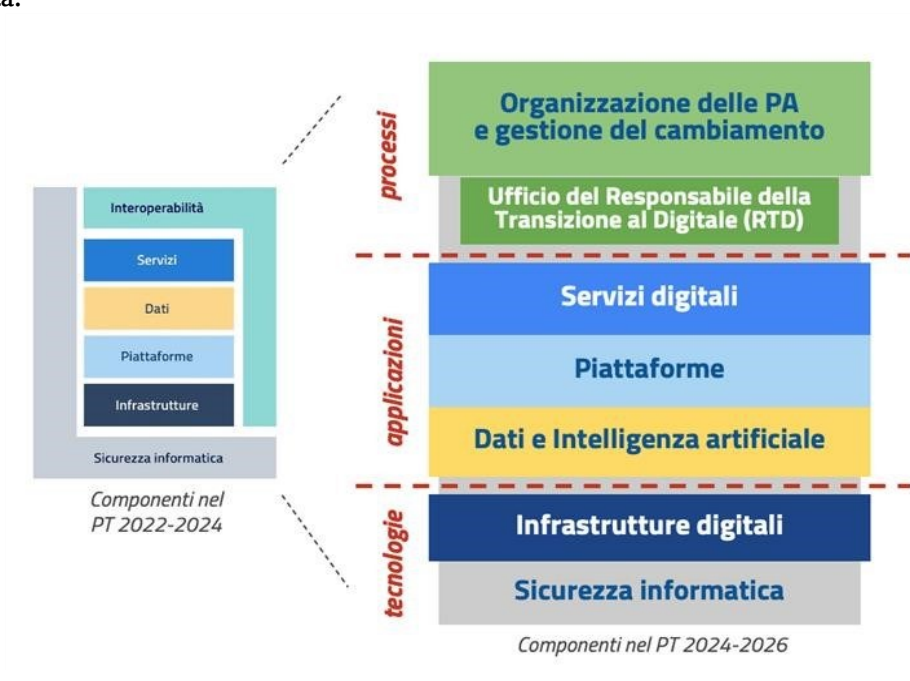 Interoperabilità
Servizi
Dati
Piattaforme
Infrastrutture
Sicurezza informatica
Componenti nel
PT 2022-2024
processi
Organizzazione delle PA
e gestione del cambiamento
Ufficio del Responsabile della
Transizione al Digitale (RTD)
applicazioni
Servizi digitali
Piattaforme
Dati e Intelligenza artificiale
tecnologie
Infrastrutture digitali
Sicurezza informatica
Componenti nel PT 2024-2026